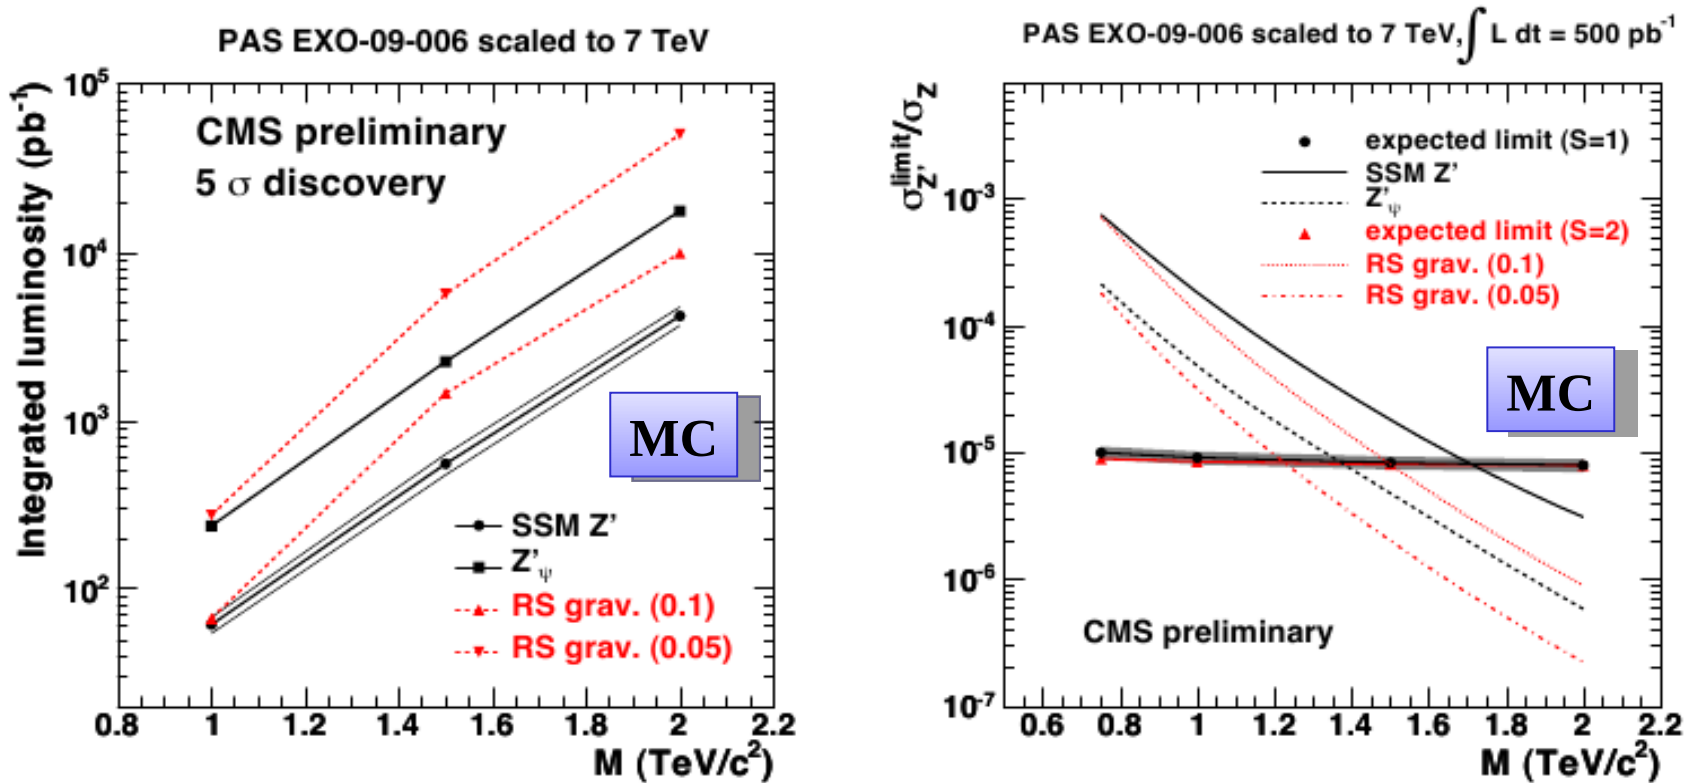 PAS EXO-09-006 scaled to 7 TeV
Integrated luminosity (pb⁻¹)
10⁵
10⁴
10³
10²
CMS preliminary
5 σ discovery
MC
SSM Z'
Z'ψ
RS grav. (0.1)
RS grav. (0.05)
0.8 1 1.2 1.4 1.6 1.8 2 2.2
M (TeV/c²)
PAS EXO-09-006 scaled to 7 TeV,∫ L dt = 500 pb⁻¹
σ_Z'^limit/σ_Z
10⁻³
10⁻⁴
10⁻⁵
10⁻⁶
10⁻⁷
expected limit (S=1)
SSM Z'
Z'ψ
expected limit (S=2)
RS grav. (0.1)
RS grav. (0.05)
MC
CMS preliminary
0.6 0.8 1 1.2 1.4 1.6 1.8 2 2.2
M (TeV/c²)